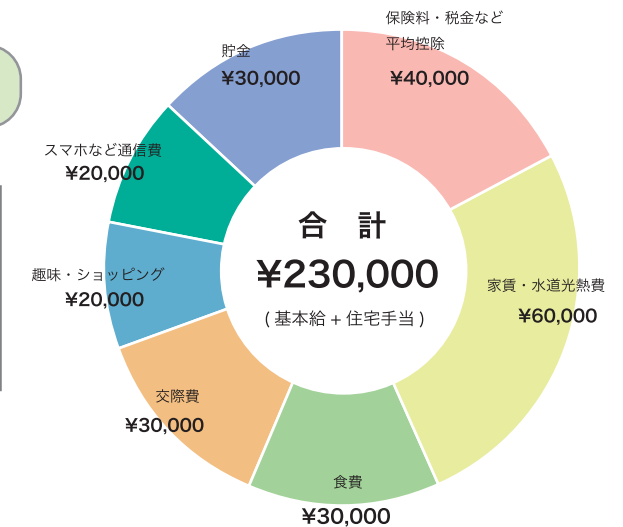 保険料・税金など
平均控除
¥40,000
家賃・水道光熱費
¥60,000
食費
¥30,000
交際費
¥30,000
趣味・ショッピング
¥20,000
スマホなど通信費
¥20,000
貯金
¥30,000
合 計
¥230,000
( 基本給 + 住宅手当 )